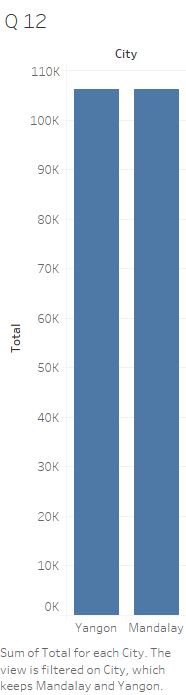 Q 12
City
110K
100K
90K
80K
70K
60K
50K
40K
30K
20K
10K
0K
Total
Yangon Mandalay
Sum of Total for each City. The
view is filtered on City, which
keeps Mandalay and Yangon.